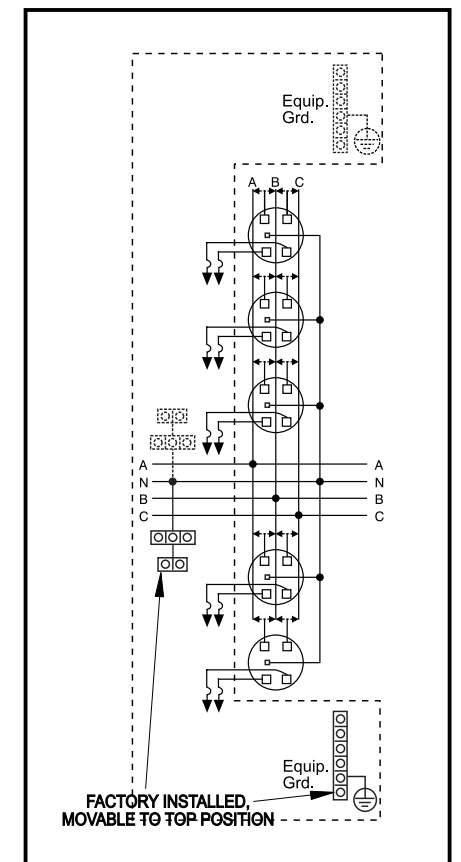 Equip.
Grd.
A B C
A A
N N
B B
C C
Equip.
Grd.
FACTORY INSTALLED,
MOVABLE TO TOP POSITION